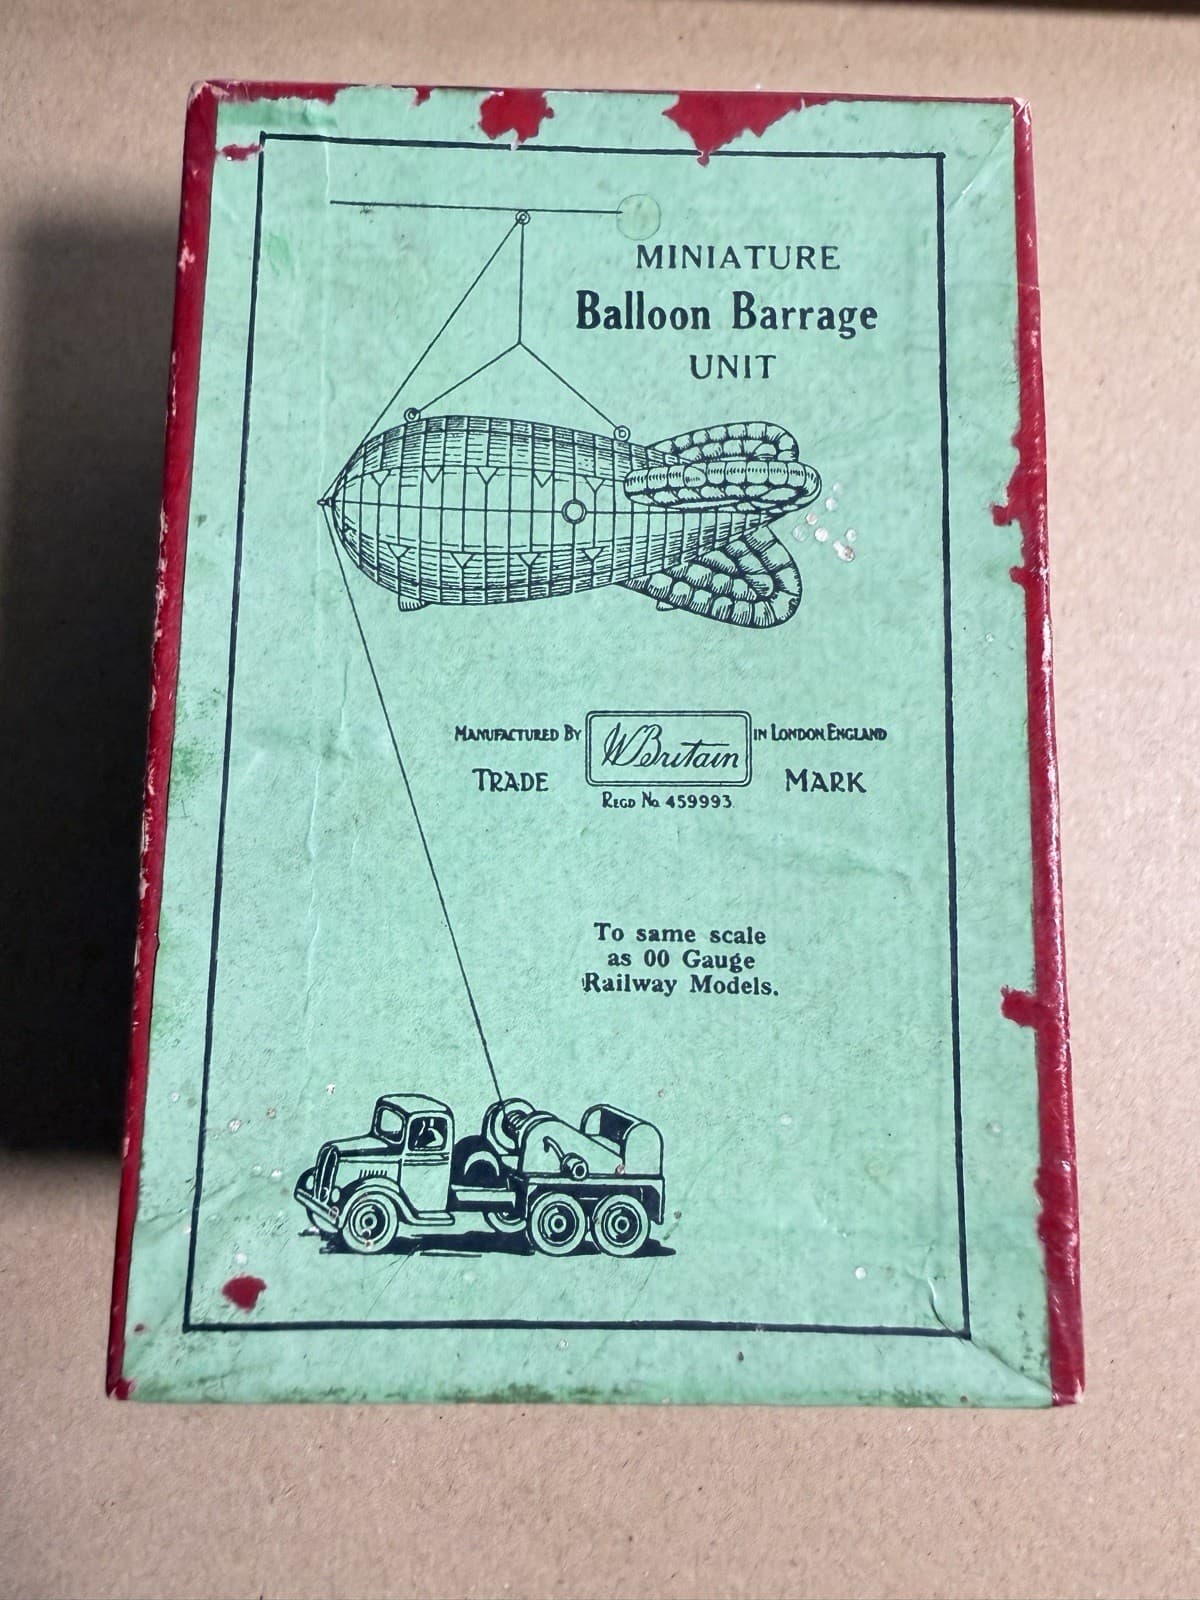 MINIATURE
Balloon Barrage
UNIT
MANUFACTURED BY W Britain IN LONDON, ENGLAND
TRADE MARK
REGD No. 459993.
To same scale
as 00 Gauge
Railway Models.